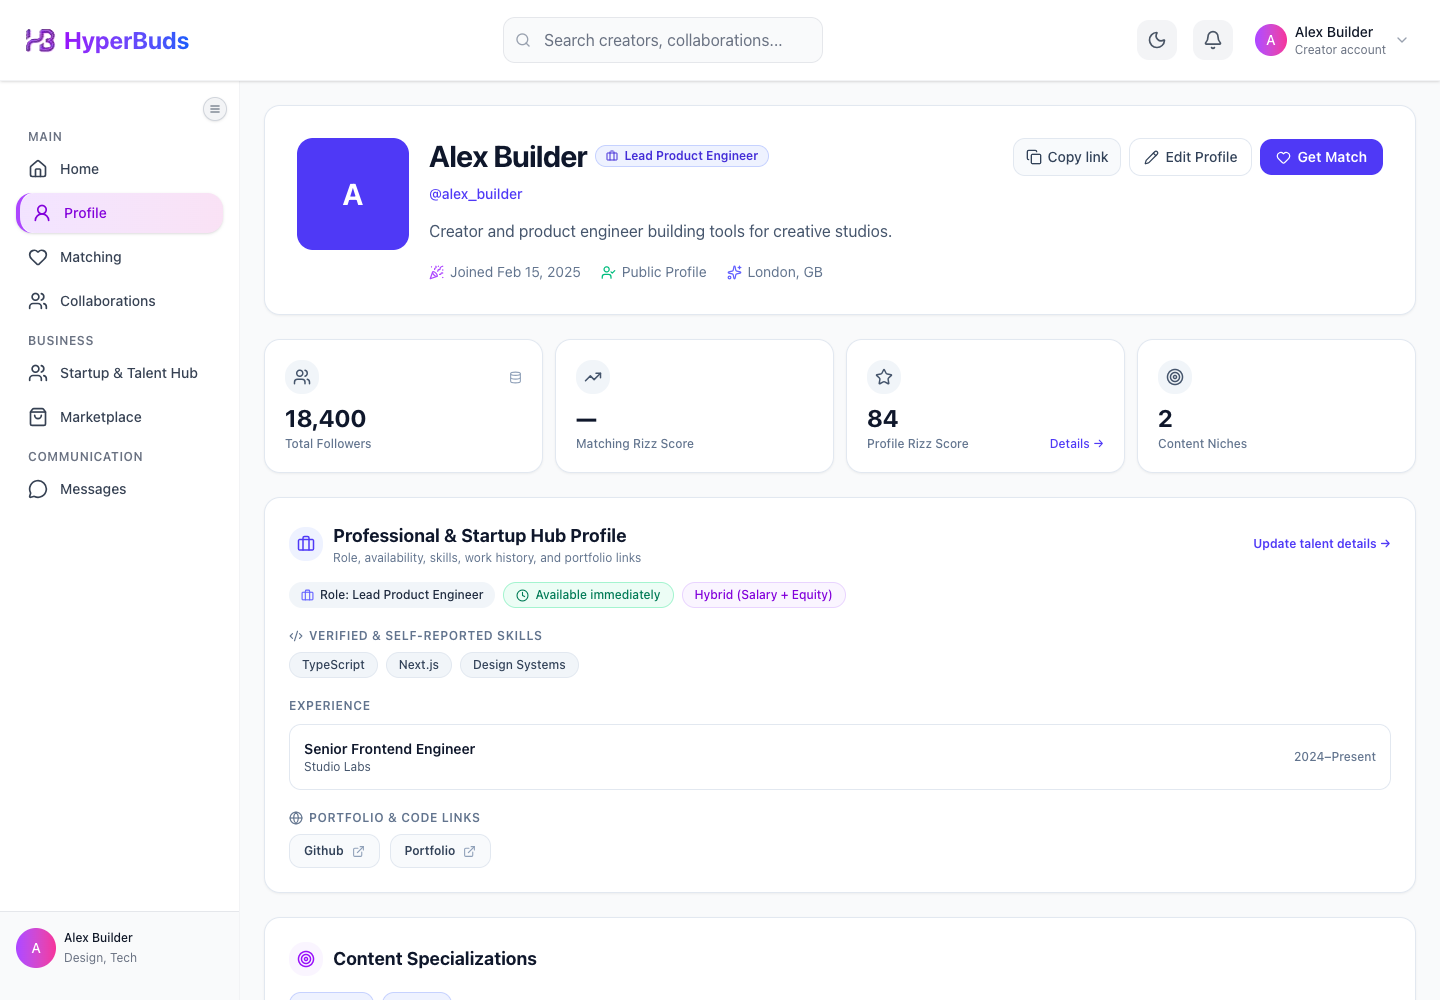 HyperBuds
Search creators, collaborations...
A
Alex Builder
Creator account
MAIN
Home
Profile
Matching
Collaborations
BUSINESS
Startup & Talent Hub
Marketplace
COMMUNICATION
Messages
A
Alex Builder
Design, Tech
A
Alex Builder
Lead Product Engineer
@alex_builder
Creator and product engineer building tools for creative studios.
Joined Feb 15, 2025
Public Profile
London, GB
Copy link
Edit Profile
Get Match
18,400
Total Followers
—
Matching Rizz Score
84
Profile Rizz Score
Details →
2
Content Niches
Professional & Startup Hub Profile
Role, availability, skills, work history, and portfolio links
Update talent details →
Role: Lead Product Engineer
Available immediately
Hybrid (Salary + Equity)
VERIFIED & SELF-REPORTED SKILLS
TypeScript
Next.js
Design Systems
EXPERIENCE
Senior Frontend Engineer
Studio Labs
2024–Present
PORTFOLIO & CODE LINKS
Github
Portfolio
Content Specializations